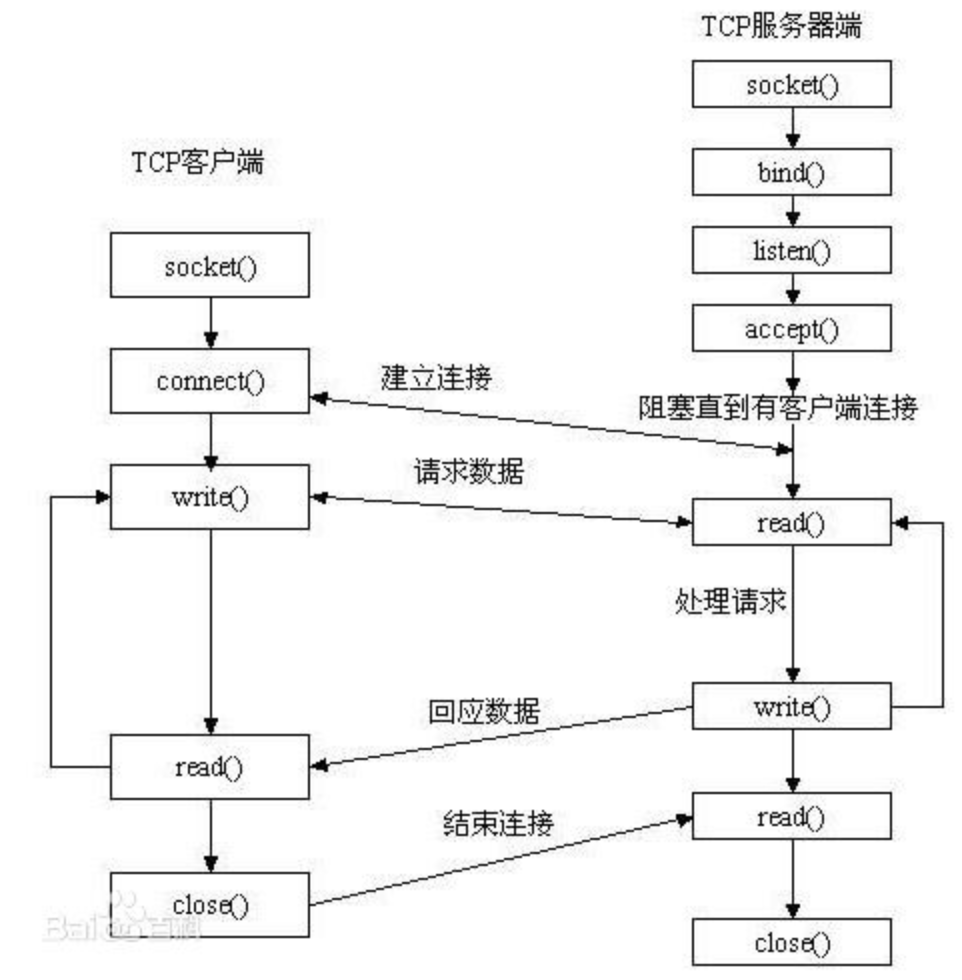 TCP服务器端
socket()
bind()
TCP客户端
listen()
socket()
accept()
connect()
建立连接
阻塞直到有客户端连接
请求数据
write()
read()
处理请求
回应数据
write()
read()
结束连接
read()
close()
close()
Baidu百科